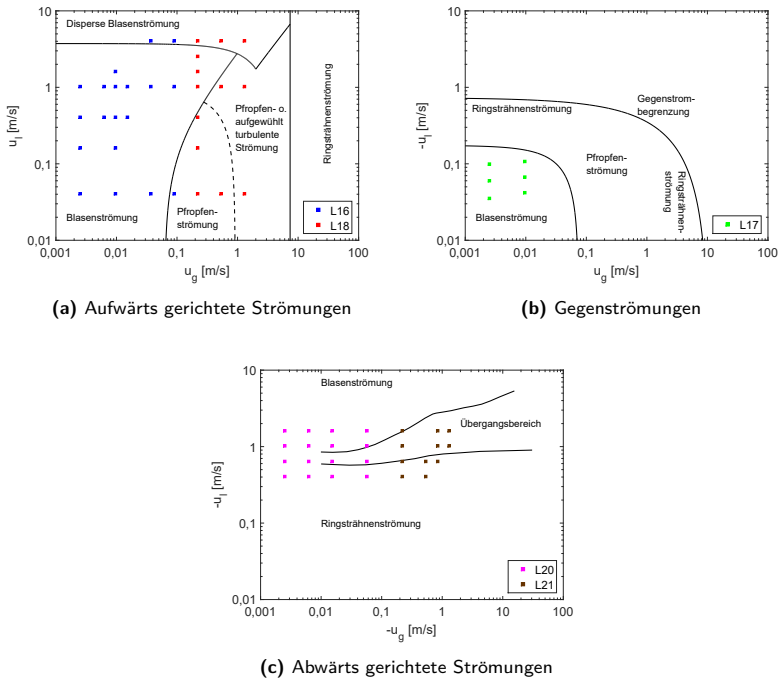 10
1
0,1
0,01
u_l [m/s]
Disperse Blasenströmung
Pfropfen- o.
aufgewühlt
turbulente
Strömung
Ringsträhnenströmung
Blasenströmung
Pfropfen-
strömung
L16
L18
0,001
0,01
0,1
1
10
100
u_g [m/s]
(a) Aufwärts gerichtete Strömungen
10
1
0,1
0,01
-u_l [m/s]
Ringsträhnenströmung
Gegenstrom-
begrenzung
Pfropfen-
strömung
Ringsträhnen-
strömung
Blasenströmung
L17
0,001
0,01
0,1
1
10
100
u_g [m/s]
(b) Gegenströmungen
10
1
0,1
0,01
-u_l [m/s]
Blasenströmung
Übergangsbereich
Ringsträhnenströmung
L20
L21
0,001
0,01
0,1
1
10
100
-u_g [m/s]
(c) Abwärts gerichtete Strömungen